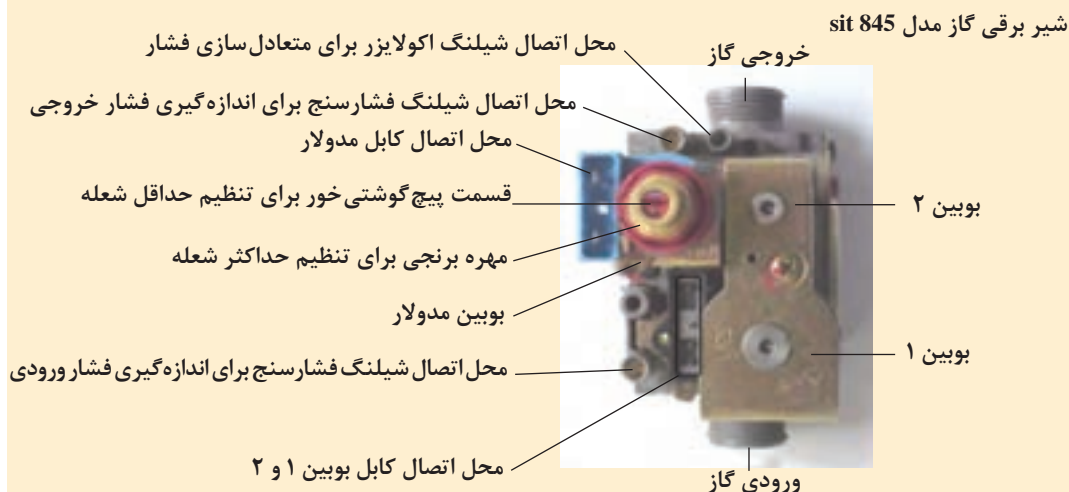 شیر برقی گاز مدل sit 845
خروجی گاز
محل اتصال شیلنگ اکولایزر برای متعادل‌سازی فشار
محل اتصال شیلنگ فشارسنج برای اندازه‌گیری فشار خروجی
محل اتصال کابل مدولار
قسمت پیچ‌گوشتی‌خور برای تنظیم حداقل شعله
بوبین ۲
مهره برنجی برای تنظیم حداکثر شعله
بوبین مدولار
بوبین ۱
محل اتصال شیلنگ فشارسنج برای اندازه‌گیری فشار ورودی
محل اتصال کابل بوبین ۱ و ۲
ورودی گاز